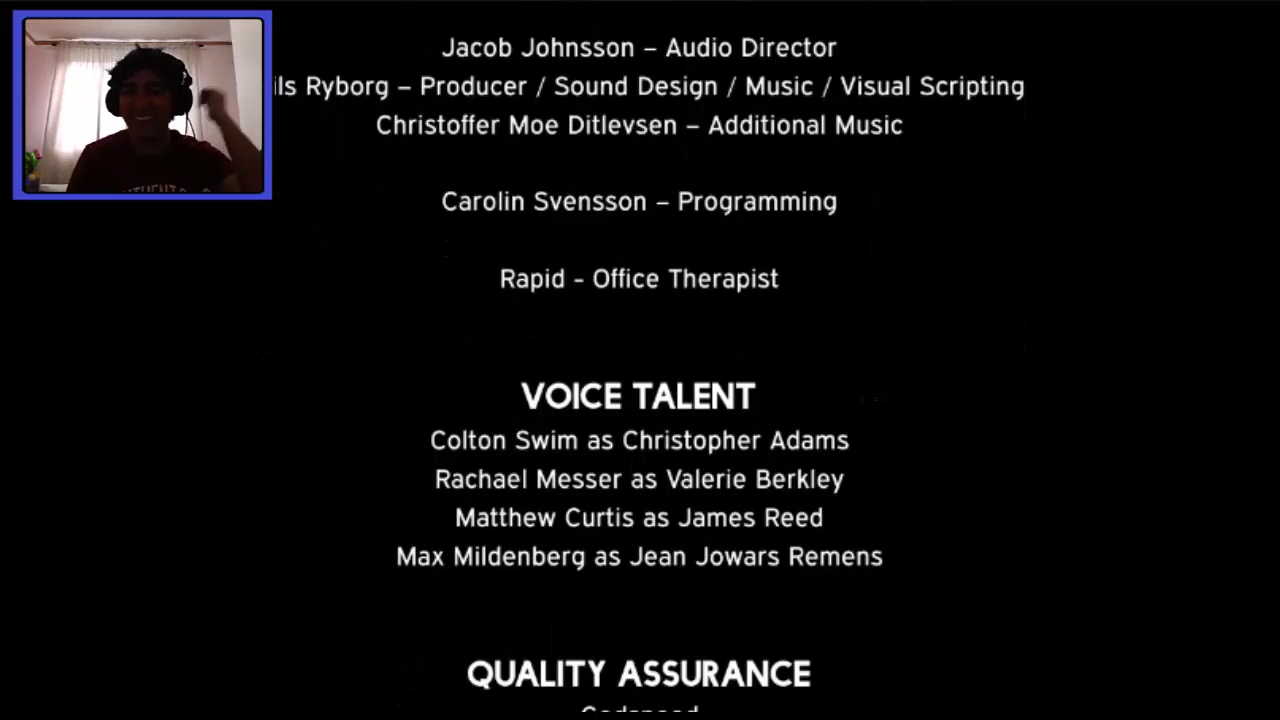 Jacob Johnsson – Audio Director
ils Ryborg – Producer / Sound Design / Music / Visual Scripting
Christoffer Moe Ditlevsen – Additional Music
Carolin Svensson – Programming
Rapid - Office Therapist
VOICE TALENT
Colton Swim as Christopher Adams
Rachael Messer as Valerie Berkley
Matthew Curtis as James Reed
Max Mildenberg as Jean Jowars Remens
QUALITY ASSURANCE